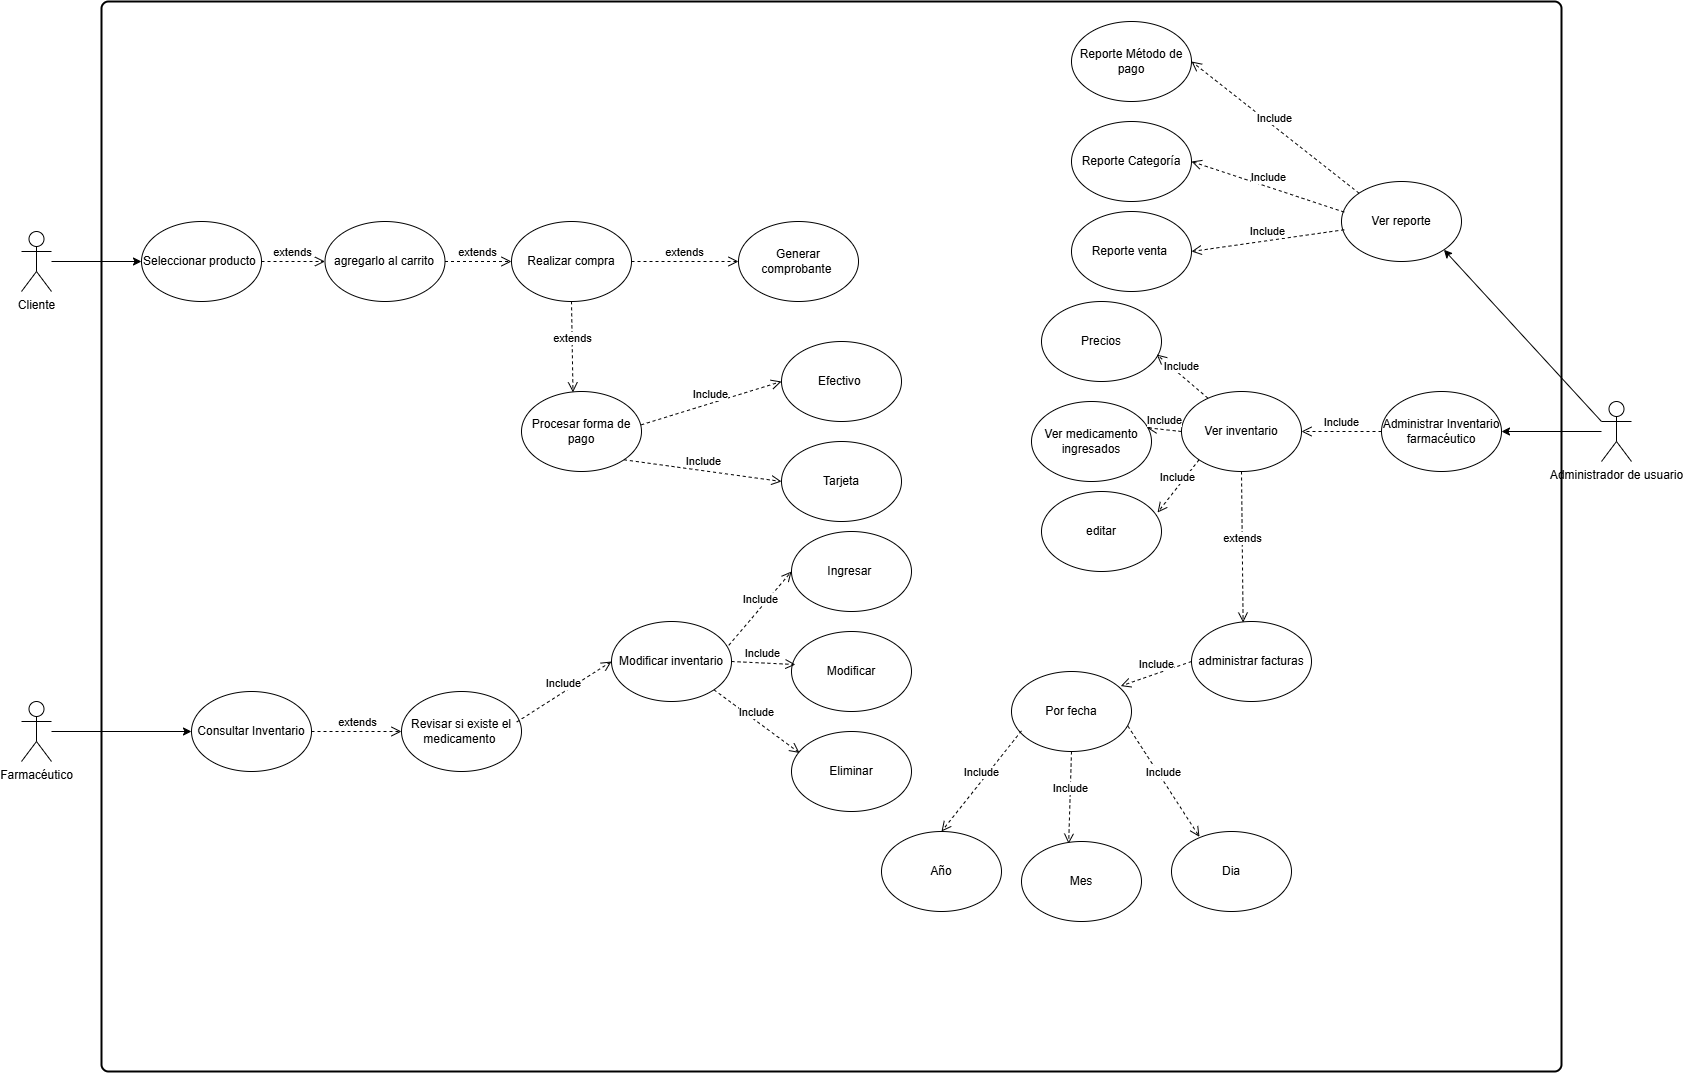 Reporte Método de
pago
Include
Reporte Categoría
Include
Ver reporte
Reporte venta
Include
Cliente
Seleccionar producto
extends
agregarlo al carrito
extends
Realizar compra
extends
Generar
comprobante
extends
Procesar forma de
pago
Include
Efectivo
Include
Tarjeta
Precios
Include
Ver medicamento
ingresados
Include
Ver inventario
Include
Administrar Inventario
farmacéutico
Administrador de usuario
Include
editar
extends
administrar facturas
Include
Por fecha
Include
Include
Include
Año
Mes
Dia
Farmacéutico
Consultar Inventario
extends
Revisar si existe el
medicamento
Include
Modificar inventario
Include
Ingresar
Include
Modificar
Include
Eliminar